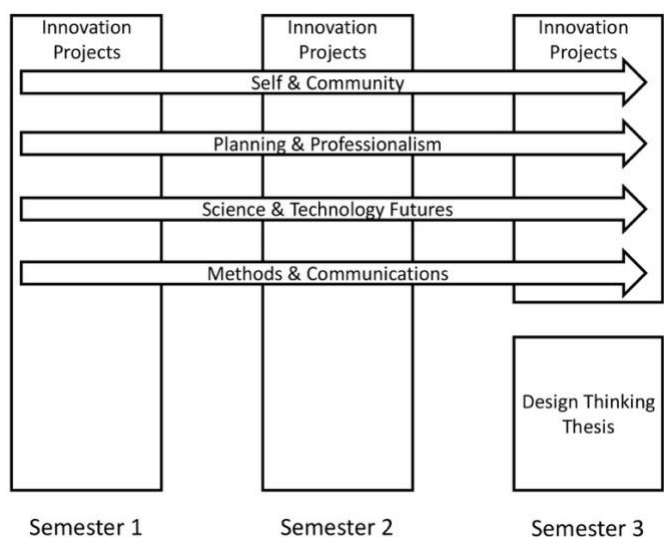 Innovation
Projects
Innovation
Projects
Innovation
Projects
Self & Community
Planning & Professionalism
Science & Technology Futures
Methods & Communications
Design Thinking
Thesis
Semester 1
Semester 2
Semester 3